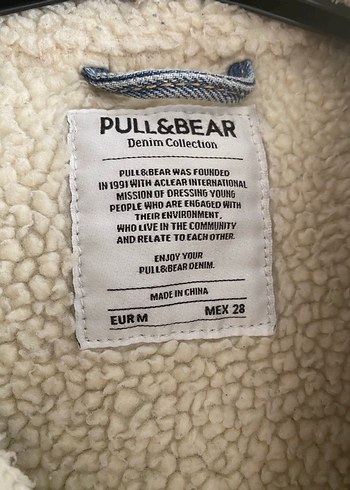 PULL&BEAR
Denim Collection
PULL&BEAR WAS FOUNDED
IN 1991 WITH ACLEAR INTERNATIONAL
MISSION OF DRESSING YOUNG
PEOPLE WHO ARE ENGAGED WITH
THEIR ENVIRONMENT,
WHO LIVE IN THE COMMUNITY
AND RELATE TO EACH OTHER.
ENJOY YOUR
PULL&BEAR DENIM.
MADE IN CHINA
EUR M MEX 28